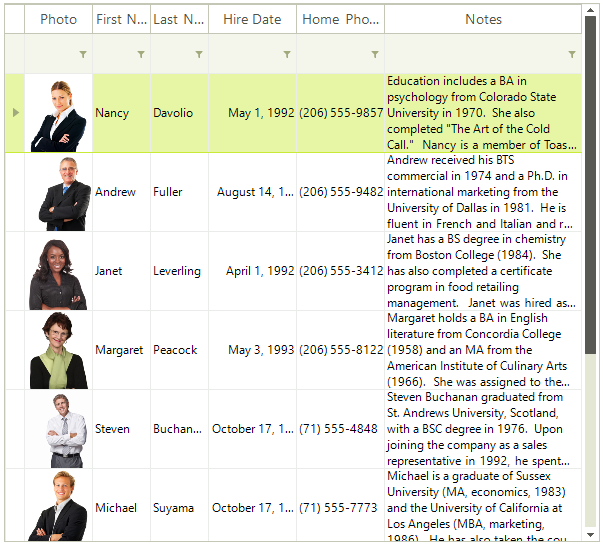 Photo First N... Last N... Hire Date Home Pho... Notes
Nancy Davolio May 1, 1992 (206) 555-9857
Education includes a BA in
psychology from Colorado State
University in 1970.  She also
completed "The Art of the Cold
Call."  Nancy is a member of Toas...
Andrew Fuller August 14, 1... (206) 555-9482
Andrew received his BTS
commercial in 1974 and a Ph.D. in
international marketing from the
University of Dallas in 1981.  He is
fluent in French and Italian and r...
Janet Leverling April 1, 1992 (206) 555-3412
Janet has a BS degree in chemistry
from Boston College (1984).  She
has also completed a certificate
program in food retailing
management.  Janet was hired as...
Margaret Peacock May 3, 1993 (206) 555-8122
Margaret holds a BA in English
literature from Concordia College
(1958) and an MA from the
American Institute of Culinary Arts
(1966).  She was assigned to the...
Steven Buchan... October 17, 1... (71) 555-4848
Steven Buchanan graduated from
St. Andrews University, Scotland,
with a BSC degree in 1976.  Upon
joining the company as a sales
representative in 1992, he spent...
Michael Suyama October 17, 1... (71) 555-7773
Michael is a graduate of Sussex
University (MA, economics, 1983)
and the University of California at
Los Angeles (MBA, marketing,
1986).  He has also taken the cou...